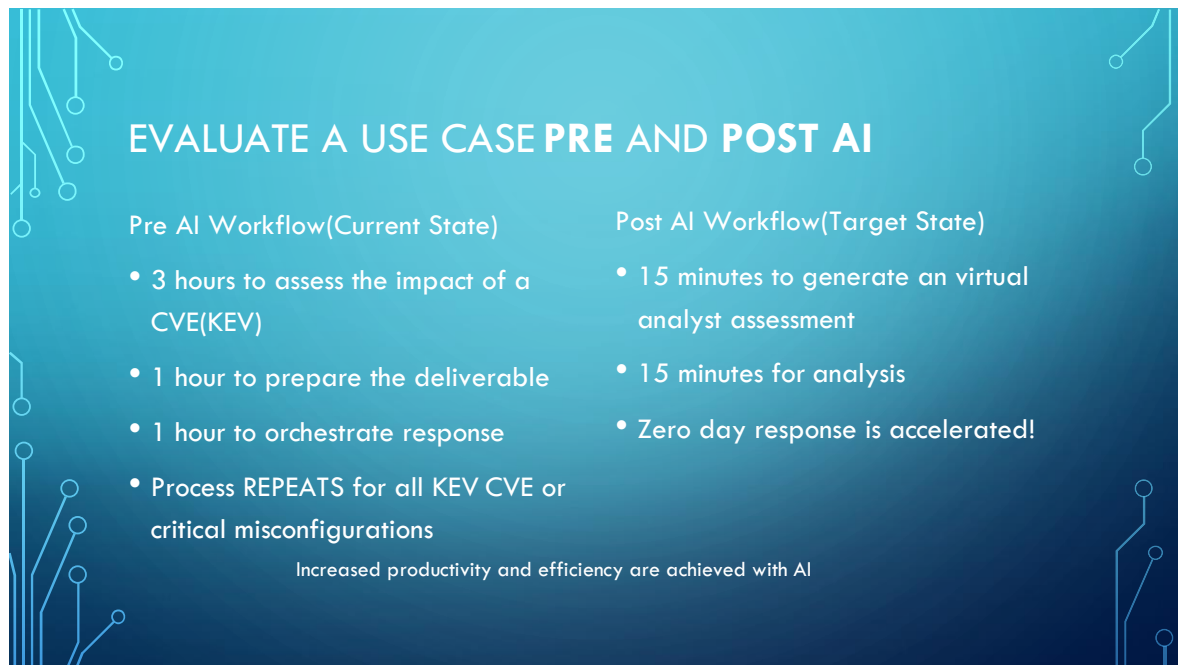 EVALUATE A USE CASE PRE AND POST AI
Pre AI Workflow(Current State)
• 3 hours to assess the impact of a
CVE(KEV)
• 1 hour to prepare the deliverable
• 1 hour to orchestrate response
• Process REPEATS for all KEV CVE or
critical misconfigurations
Post AI Workflow(Target State)
• 15 minutes to generate an virtual
analyst assessment
• 15 minutes for analysis
• Zero day response is accelerated!
Increased productivity and efficiency are achieved with AI